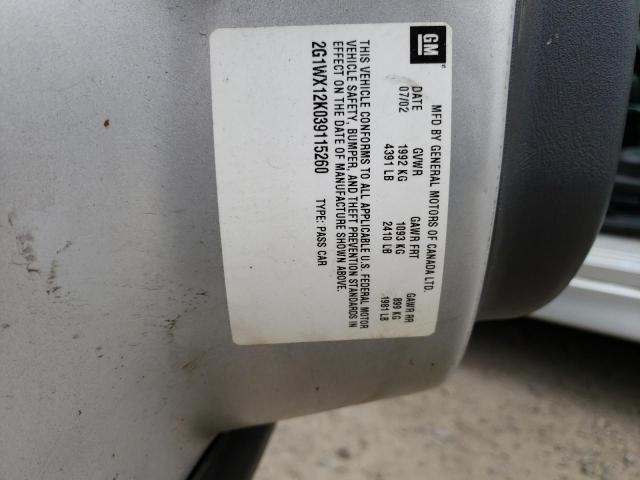 GM
MFD BY GENERAL MOTORS OF CANADA LTD.
DATE GVWR GAWR FRT GAWR RR
07/02 1992 KG 1093 KG 899 KG
4391 LB 2410 LB 1981 LB
THIS VEHICLE CONFORMS TO ALL APPLICABLE U.S. FEDERAL MOTOR
VEHICLE SAFETY, BUMPER, AND THEFT PREVENTION STANDARDS IN
EFFECT ON THE DATE OF MANUFACTURE SHOWN ABOVE.
2G1WX12K039115260 TYPE: PASS CAR